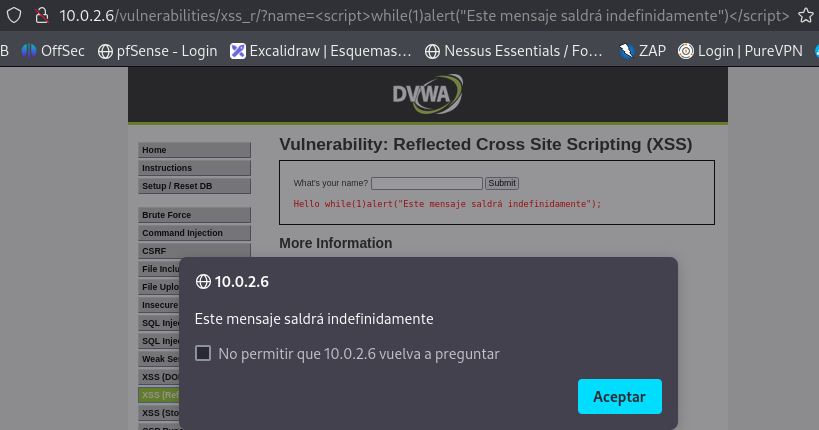 10.0.2.6/vulnerabilities/xss_r/?name=<script>while(1)alert("Este mensaje saldrá indefinidamente")</script>
B OffSec pfSense - Login Excalidraw | Esquemas… Nessus Essentials / Fo… ZAP Login | PureVPN
DVWA
Vulnerability: Reflected Cross Site Scripting (XSS)
Home
Instructions
Setup / Reset DB
Brute Force
Command Injection
CSRF
File Inclu
File Uplo
Insecure
SQL Injec
SQL Injec
Weak Ses
XSS (DO
XSS (Ref
XSS (Sto
What's your name? Submit
Hello while(1)alert("Este mensaje saldrá indefinidamente");
More Information
10.0.2.6
Este mensaje saldrá indefinidamente
No permitir que 10.0.2.6 vuelva a preguntar
Aceptar